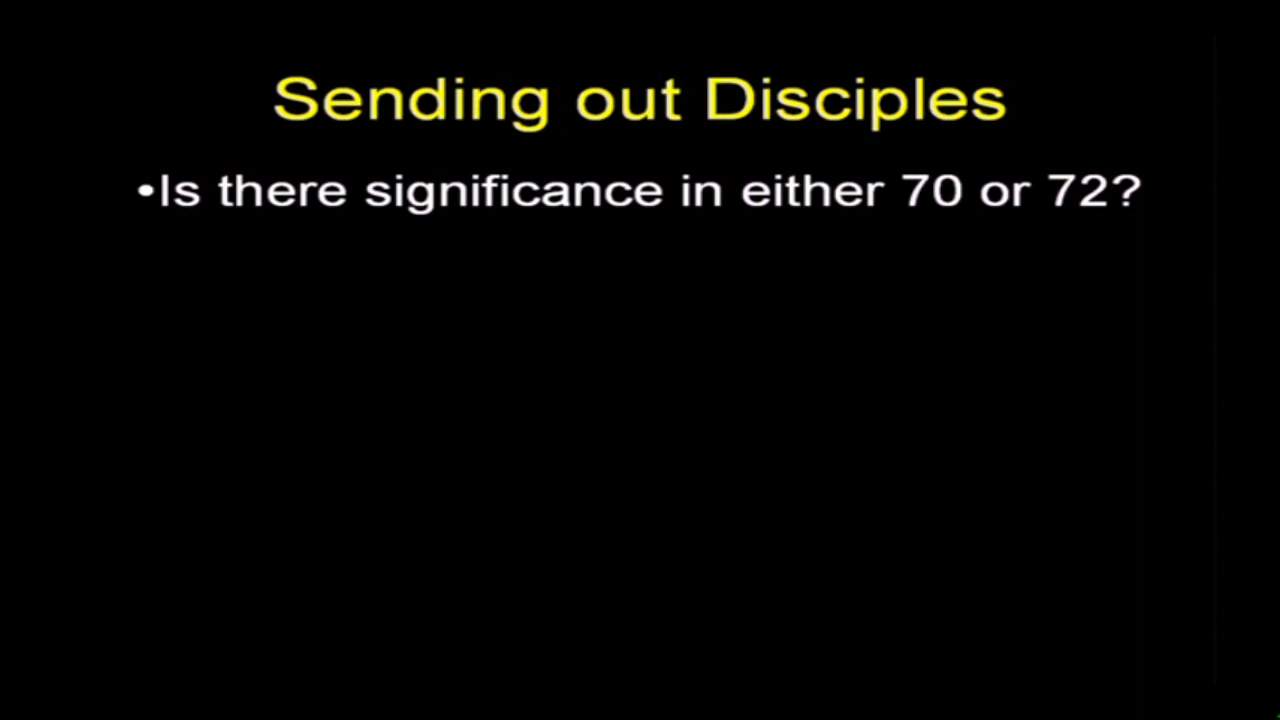 Sending out Disciples
•Is there significance in either 70 or 72?